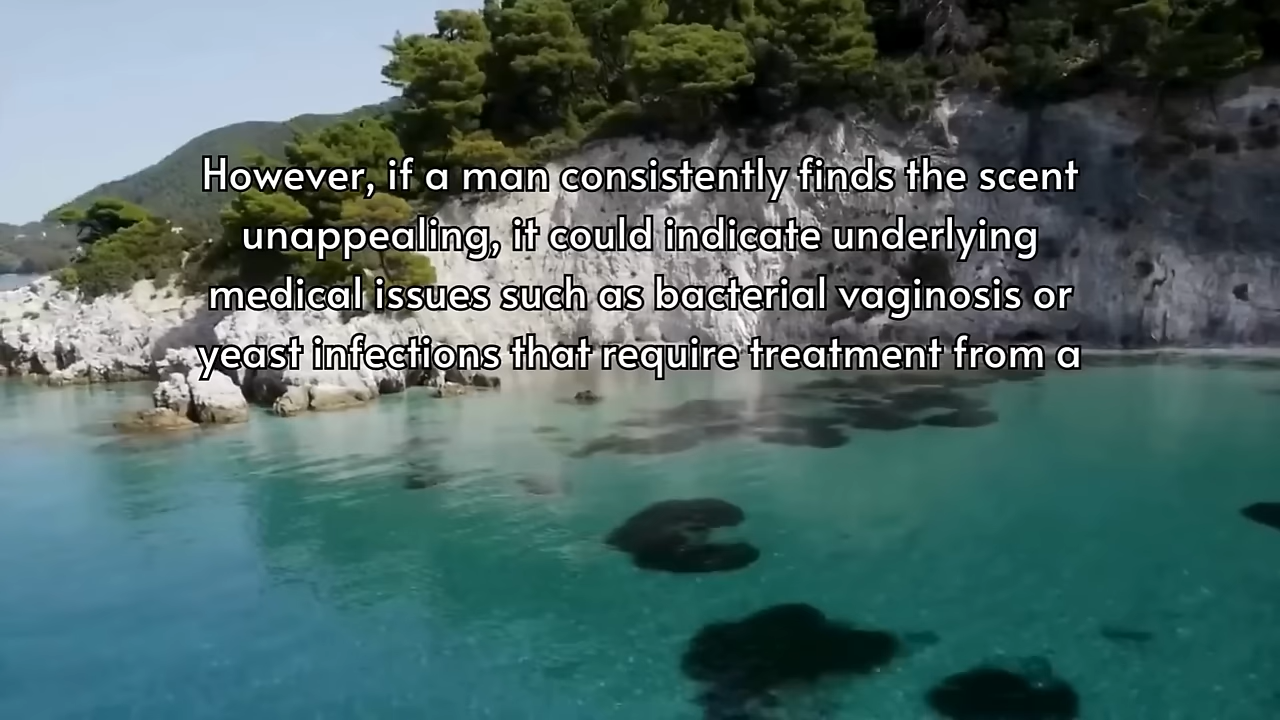 However, if a man consistently finds the scent
unappealing, it could indicate underlying
medical issues such as bacterial vaginosis or
yeast infections that require treatment from a